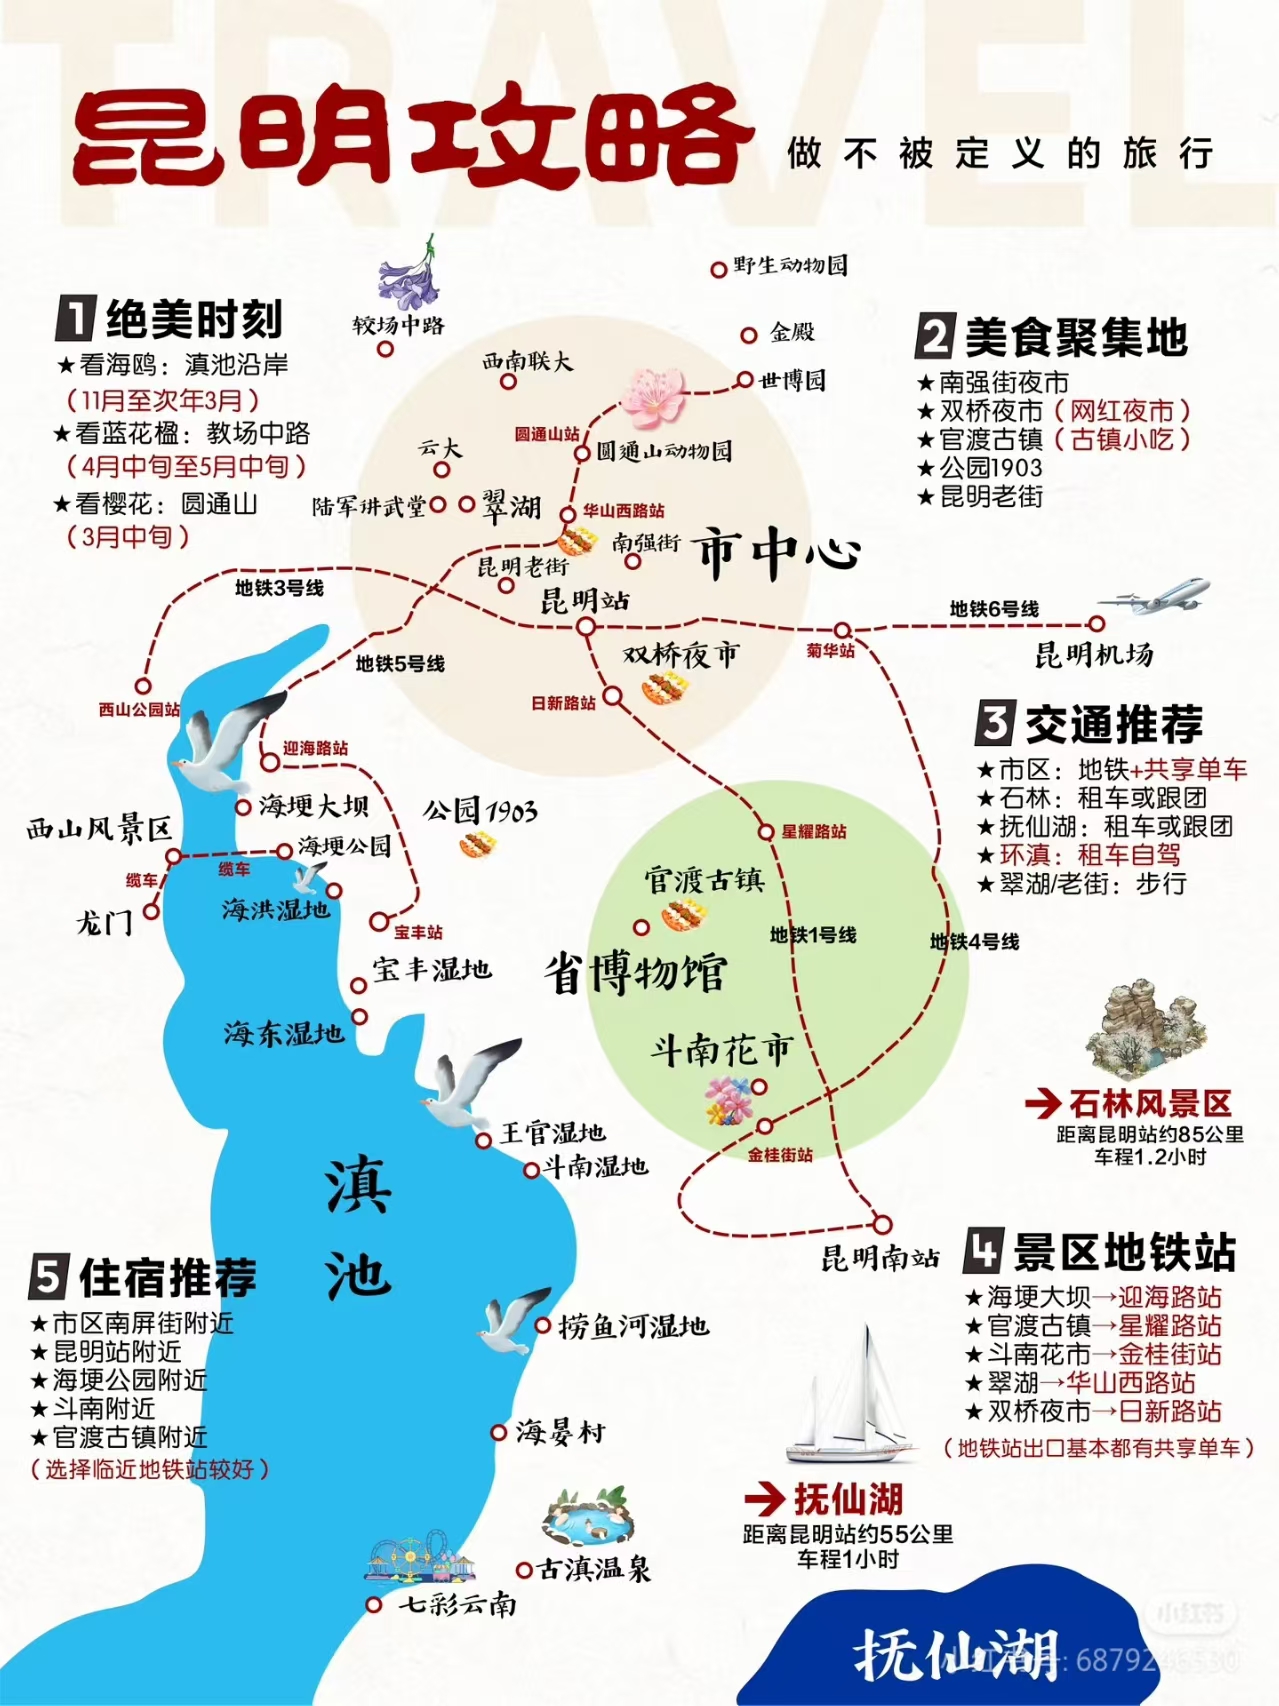 TRAVEL
昆明攻略
做不被定义的旅行
1 绝美时刻
★看海鸥：滇池沿岸
（11月至次年3月）
★看蓝花楹：教场中路
（4月中旬至5月中旬）
★看樱花：圆通山
（3月中旬）
2 美食聚集地
★南强街夜市
★双桥夜市（网红夜市）
★官渡古镇（古镇小吃）
★公园1903
★昆明老街
野生动物园
金殿
世博园
较场中路
西南联大
圆通山站
圆通山动物园
云大
陆军讲武堂
翠湖
华山西路站
南强街
市中心
昆明老街
昆明站
地铁3号线
地铁5号线
地铁6号线
昆明机场
菊华站
双桥夜市
日新路站
西山公园站
迎海路站
海埂大坝
公园1903
西山风景区
海埂公园
缆车
缆车
龙门
海洪湿地
宝丰站
宝丰湿地
海东湿地
星耀路站
官渡古镇
地铁1号线
地铁4号线
省博物馆
斗南花市
金桂街站
昆明南站
3 交通推荐
★市区：地铁+共享单车
★石林：租车或跟团
★抚仙湖：租车或跟团
★环滇：租车自驾
★翠湖/老街：步行
→石林风景区
距离昆明站约85公里
车程1.2小时
王官湿地
斗南湿地
滇池
捞鱼河湿地
海晏村
古滇温泉
七彩云南
4 景区地铁站
★海埂大坝→迎海路站
★官渡古镇→星耀路站
★斗南花市→金桂街站
★翠湖→华山西路站
★双桥夜市→日新路站
（地铁站出口基本都有共享单车）
5 住宿推荐
★市区南屏街附近
★昆明站附近
★海埂公园附近
★斗南附近
★官渡古镇附近
（选择临近地铁站较好）
→抚仙湖
距离昆明站约55公里
车程1小时
抚仙湖
小红书